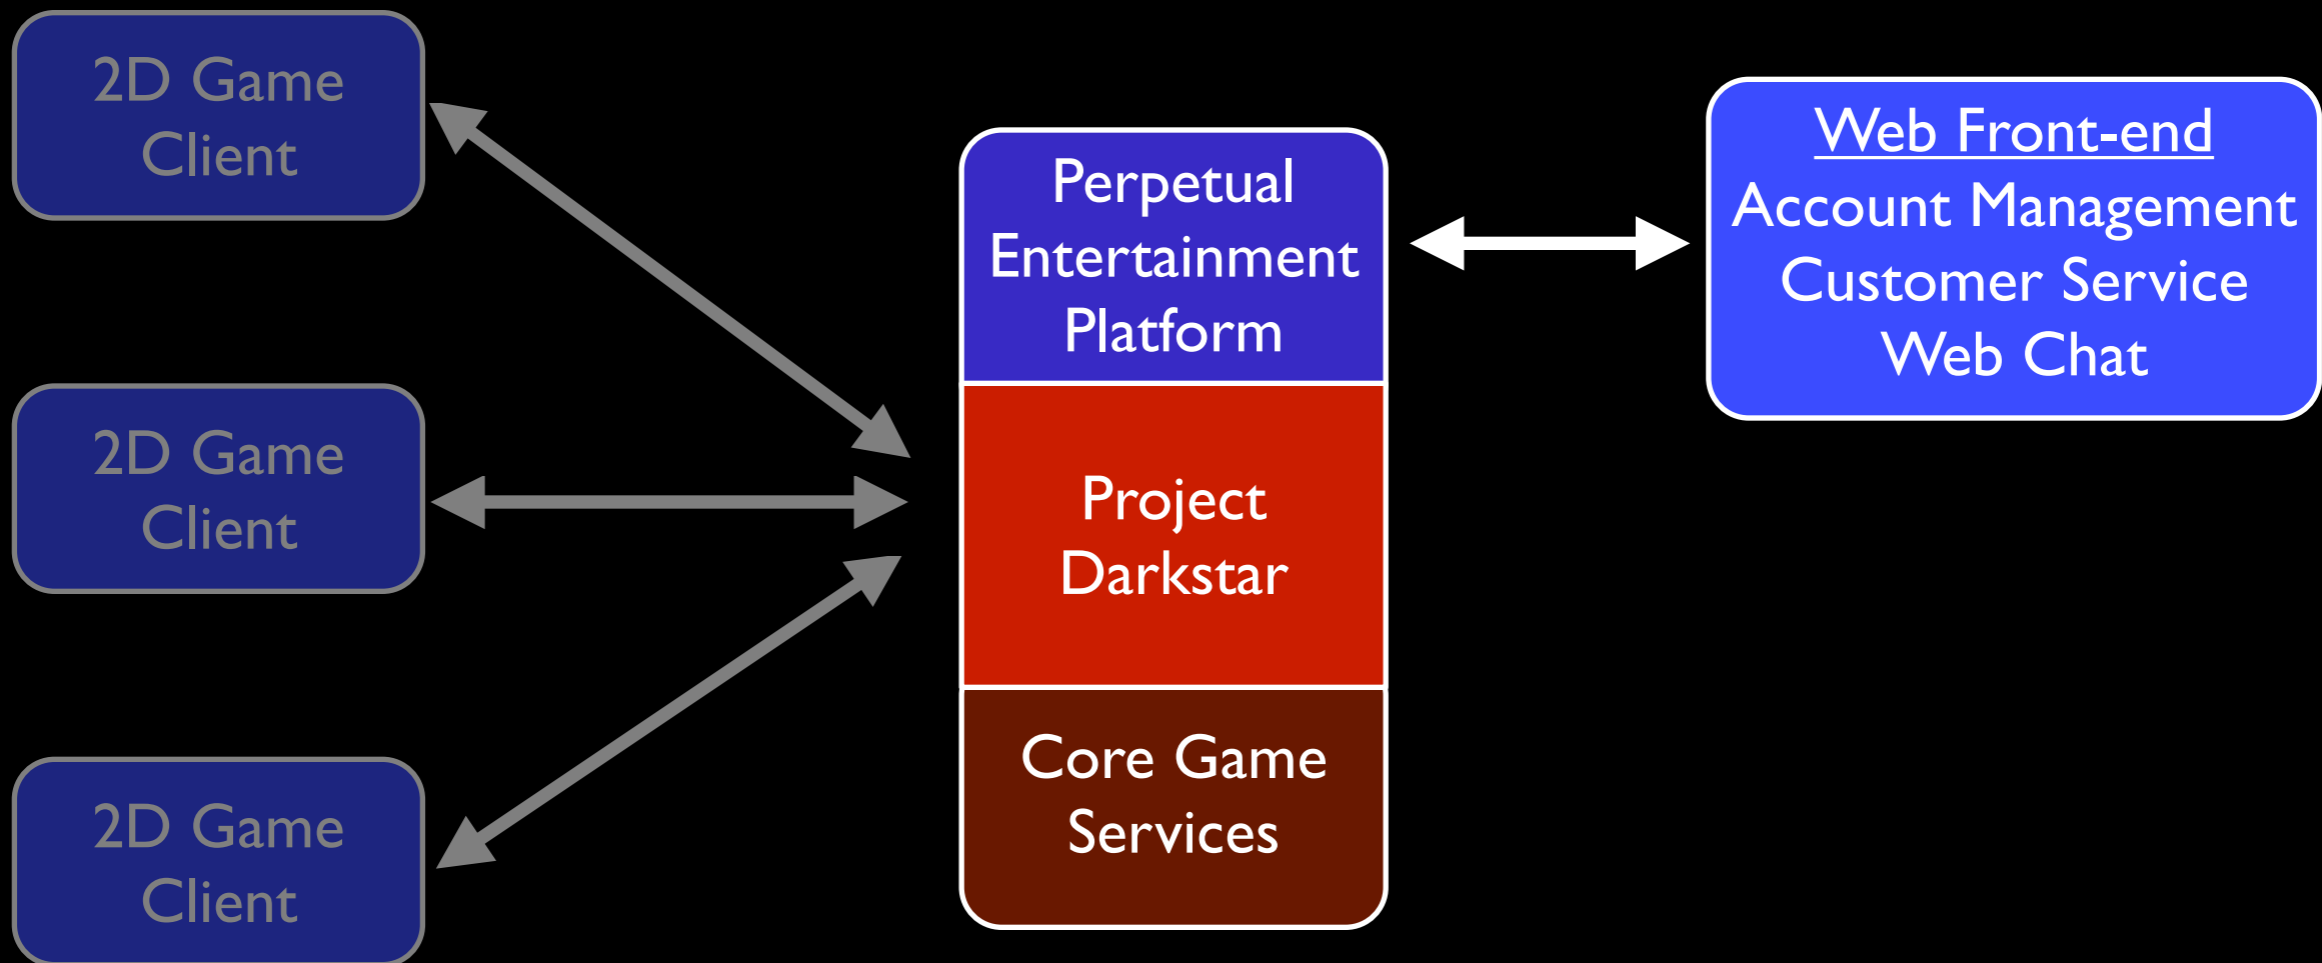 2D Game
Client
2D Game
Client
2D Game
Client
Perpetual
Entertainment
Platform
Project
Darkstar
Core Game
Services
Web Front-end
Account Management
Customer Service
Web Chat